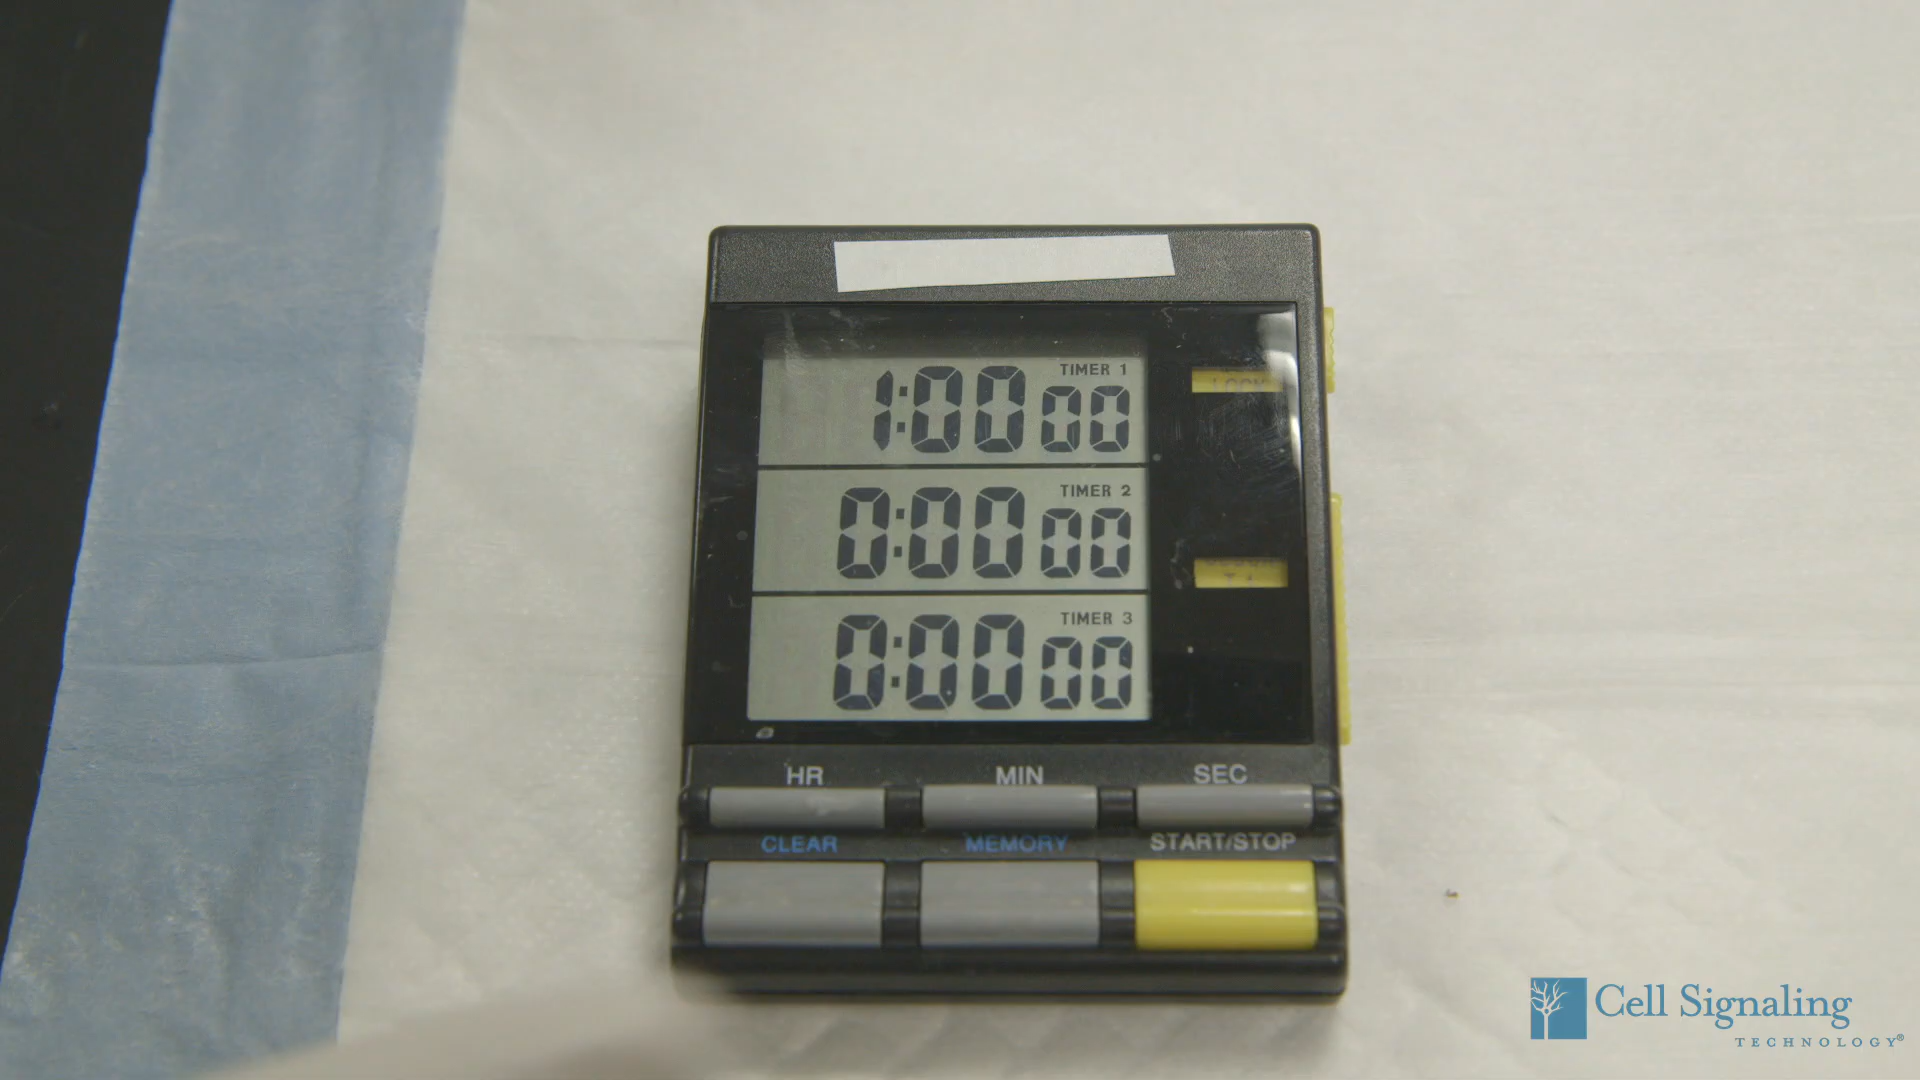 TIMER 1
1:00 00
TIMER 2
0:00 00
TIMER 3
0:00 00
HR MIN SEC
CLEAR MEMORY START/STOP
Cell Signaling
TECHNOLOGY®